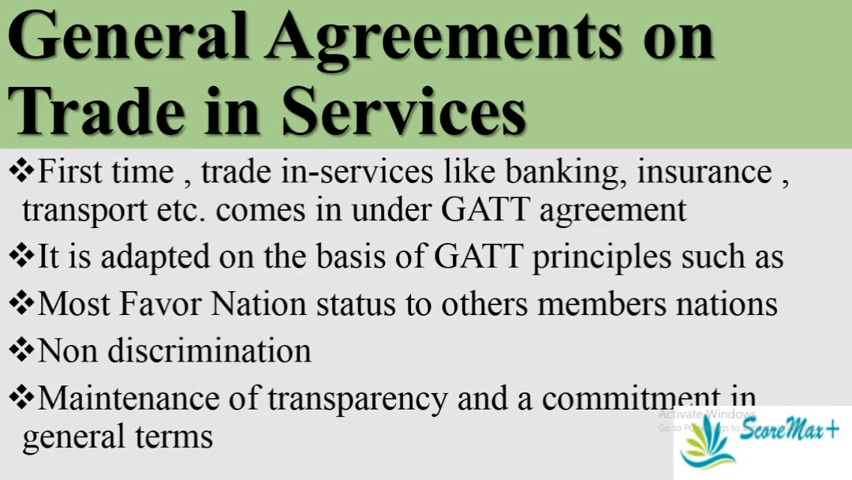 General Agreements on
Trade in Services
❖First time , trade in-services like banking, insurance ,
transport etc. comes in under GATT agreement
❖It is adapted on the basis of GATT principles such as
❖Most Favor Nation status to others members nations
❖Non discrimination
❖Maintenance of transparency and a commitment in
general terms
Activate Windows
Go to
ScoreMax+